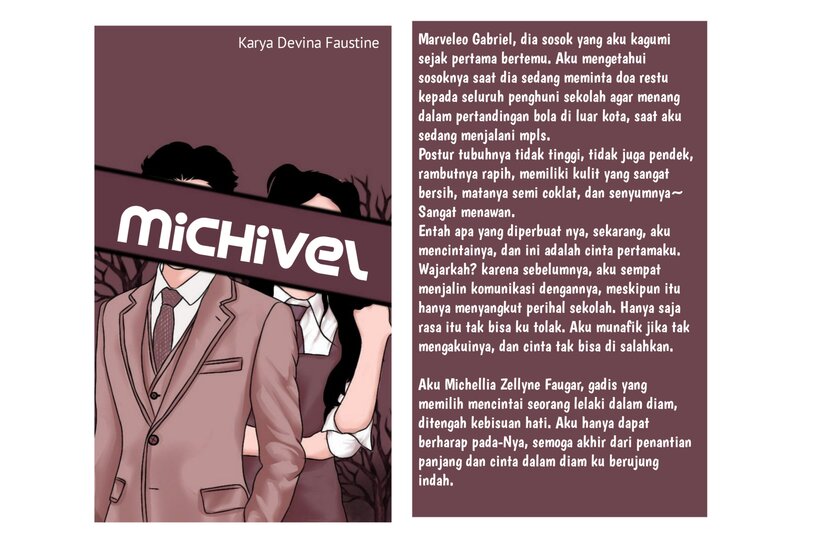 Karya Devina Faustine
MiCHiVEL
Marveleo Gabriel, dia sosok yang aku kagumi
sejak pertama bertemu. Aku mengetahui
sosoknya saat dia sedang meminta doa restu
kepada seluruh penghuni sekolah agar menang
dalam pertandingan bola di luar kota, saat aku
sedang menjalani mpls.
Postur tubuhnya tidak tinggi, tidak juga pendek,
rambutnya rapih, memiliki kulit yang sangat
bersih, matanya semi coklat, dan senyumnya~
Sangat menawan.
Entah apa yang diperbuat nya, sekarang, aku
mencintainya, dan ini adalah cinta pertamaku.
Wajarkah? karena sebelumnya, aku sempat
menjalin komunikasi dengannya, meskipun itu
hanya menyangkut perihal sekolah. Hanya saja
rasa itu tak bisa ku tolak. Aku munafik jika tak
mengakuinya, dan cinta tak bisa di salahkan.
Aku Michellia Zellyne Faugar, gadis yang
memilih mencintai seorang lelaki dalam diam,
ditengah kebisuan hati. Aku hanya dapat
berharap pada-Nya, semoga akhir dari penantian
panjang dan cinta dalam diam ku berujung
indah.